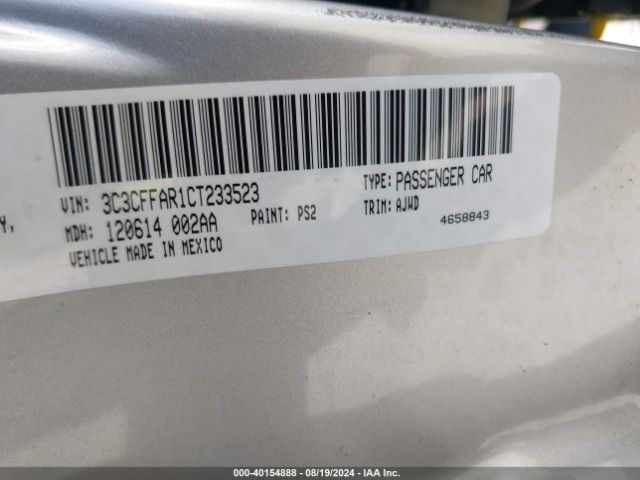 VIN: 3C3CFFAR1CT233523 TYPE: PASSENGER CAR
Y, MDH: 120614 002AA PAINT: PS2 TRIM: AJWD
VEHICLE MADE IN MEXICO 4658843
000-40154888 - 08/19/2024 - IAA Inc.